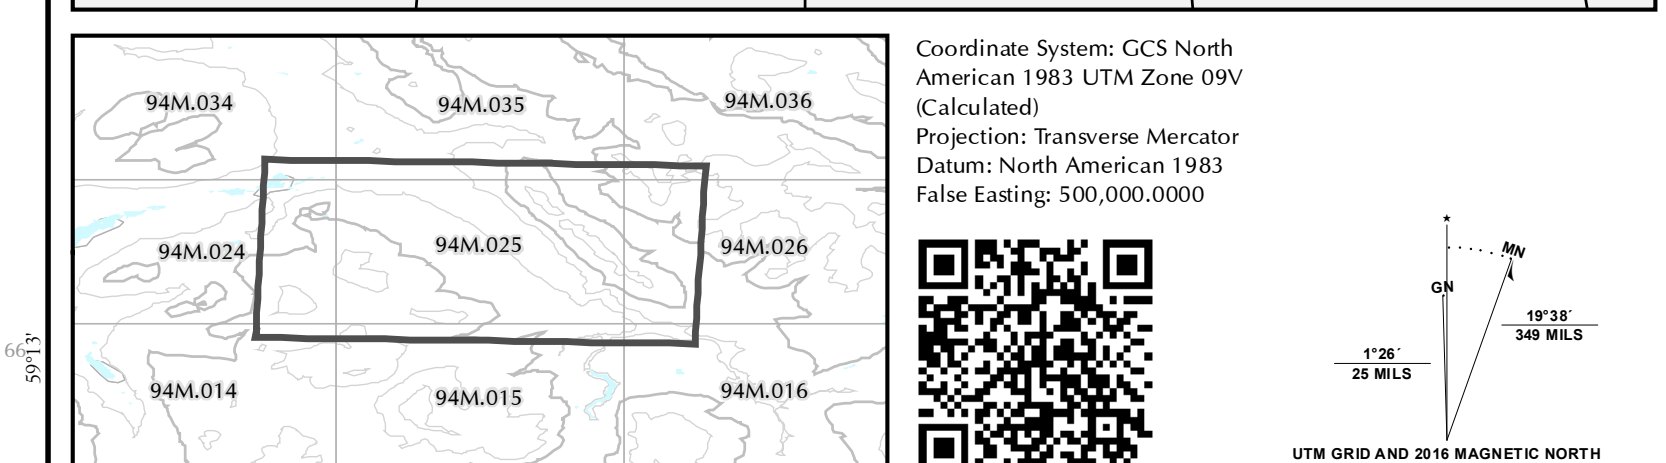 94M.034
94M.035
94M.036
94M.024
94M.025
94M.026
94M.014
94M.015
94M.016
66
59°13'
Coordinate System: GCS North
American 1983 UTM Zone 09V
(Calculated)
Projection: Transverse Mercator
Datum: North American 1983
False Easting: 500,000.0000
MN
GN
19°38´
349 MILS
1°26´
25 MILS
UTM GRID AND 2016 MAGNETIC NORTH